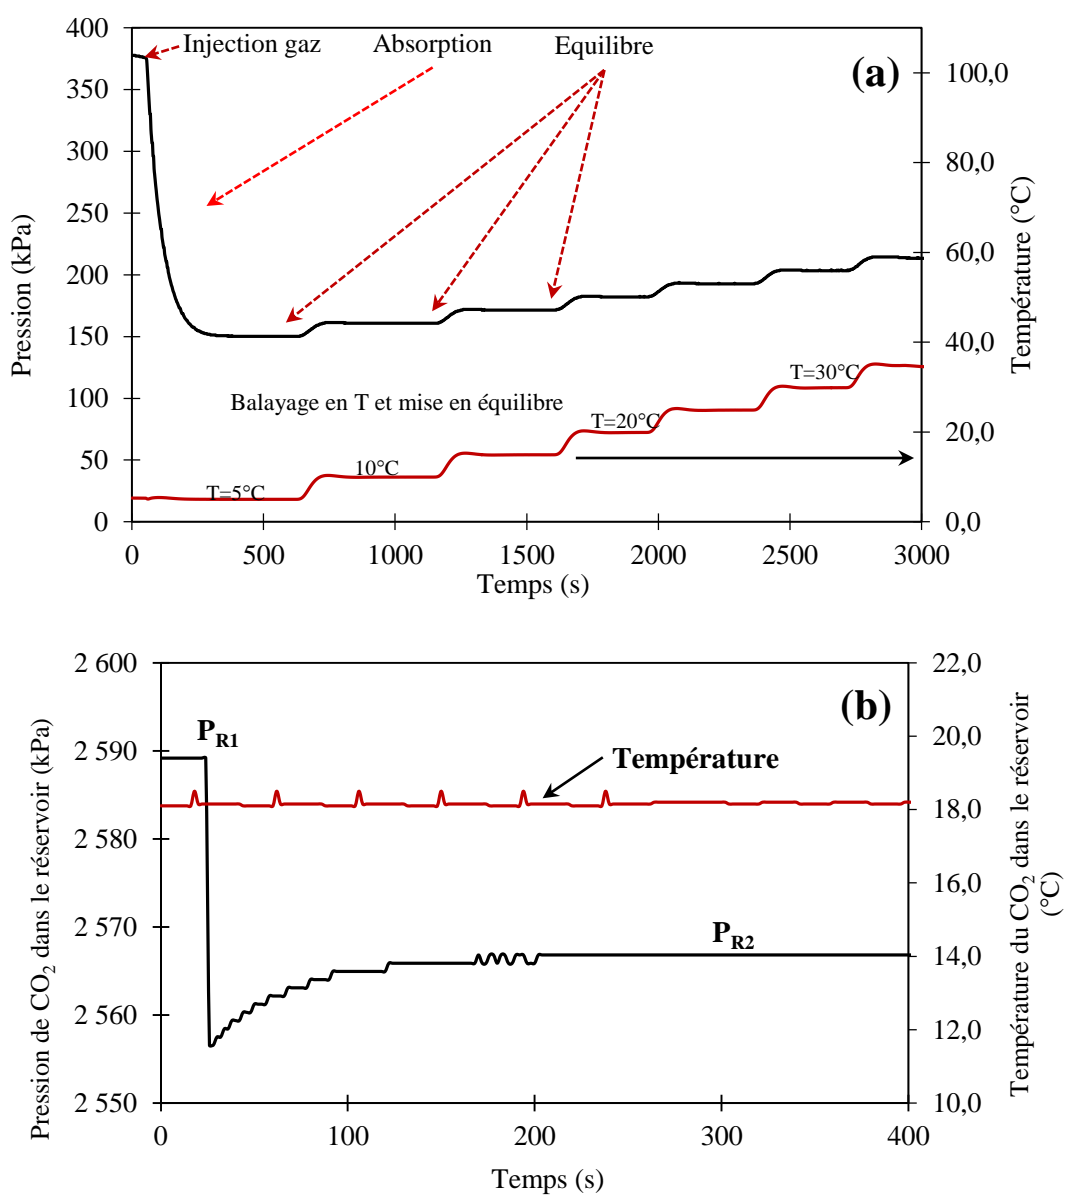 Injection gaz Absorption Equilibre
(a)
400
350
300
250
200
150
100
50
0
Pression (kPa)
100,0
80,0
60,0
40,0
20,0
0,0
Température (°C)
Balayage en T et mise en équilibre
T=5°C
10°C
T=20°C
T=30°C
0 500 1000 1500 2000 2500 3000
Temps (s)
(b)
2 600
2 590
2 580
2 570
2 560
2 550
Pression de CO2 dans le réservoir (kPa)
22,0
20,0
18,0
16,0
14,0
12,0
10,0
Température du CO2 dans le réservoir
(°C)
PR1
Température
PR2
0 100 200 300 400
Temps (s)